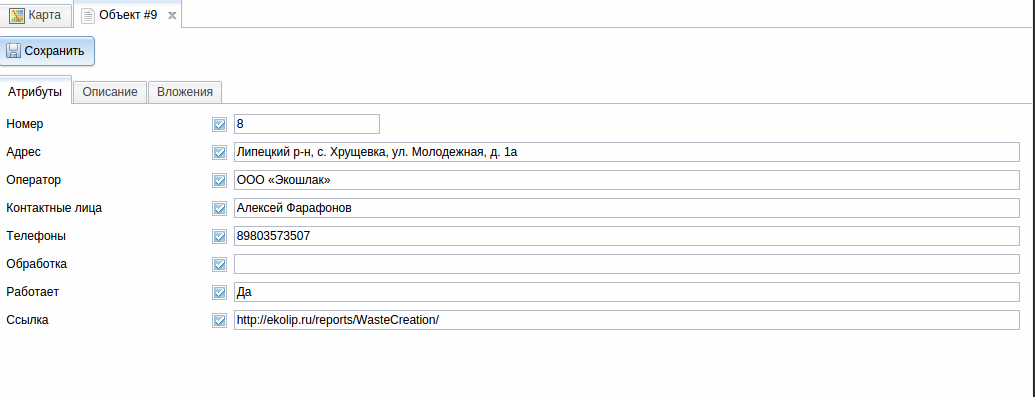 Карта Объект #9 x
Сохранить
Атрибуты Описание Вложения
Номер 8
Адрес Липецкий р-н, с. Хрущевка, ул. Молодежная, д. 1а
Оператор ООО «Экошлак»
Контактные лица Алексей Фарафонов
Телефоны 89803573507
Обработка
Работает Да
Ссылка http://ekolip.ru/reports/WasteCreation/